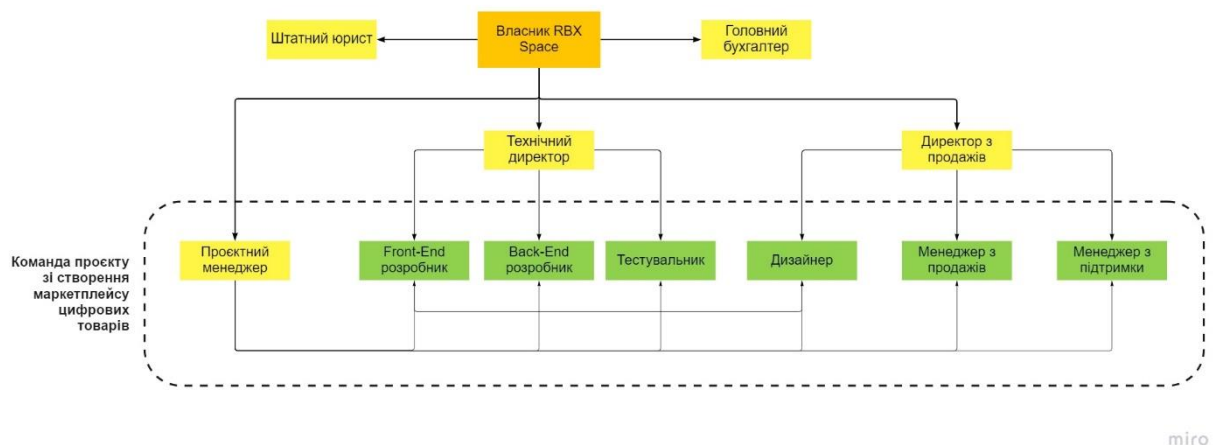 Штатний юрист
Власник RBX
Space
Головний
бухгалтер
Технічний
директор
Директор з
продажів
Команда проєкту
зі створення
маркетплейсу
цифрових
товарів
Проєктний
менеджер
Front-End
розробник
Back-End
розробник
Тестувальник
Дизайнер
Менеджер з
продажів
Менеджер з
підтримки
miro